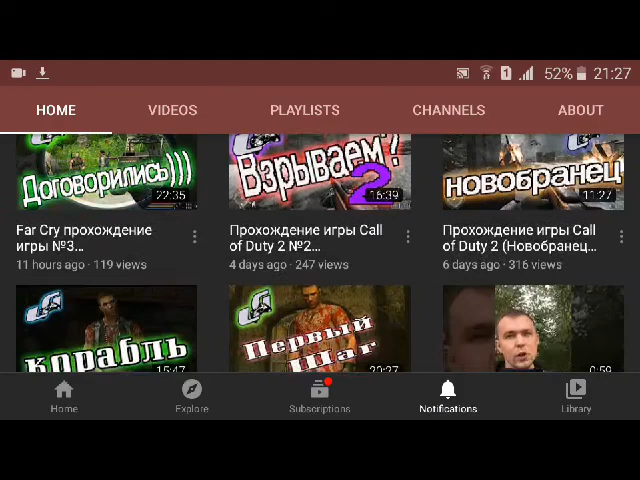 52% 21:27
HOME VIDEOS PLAYLISTS CHANNELS ABOUT
Договорились)))
22:35
Взрываем?
2
16:39
новобранец
11:27
Far Cry прохождение
игры №3...
11 hours ago · 119 views
Прохождение игры Call
of Duty 2 №2...
4 days ago · 247 views
Прохождение игры Call
of Duty 2 (Новобранец...
6 days ago · 316 views
корабль
15:47
Первый
Шаг
20:27
0:59
Home Explore Subscriptions Notifications Library